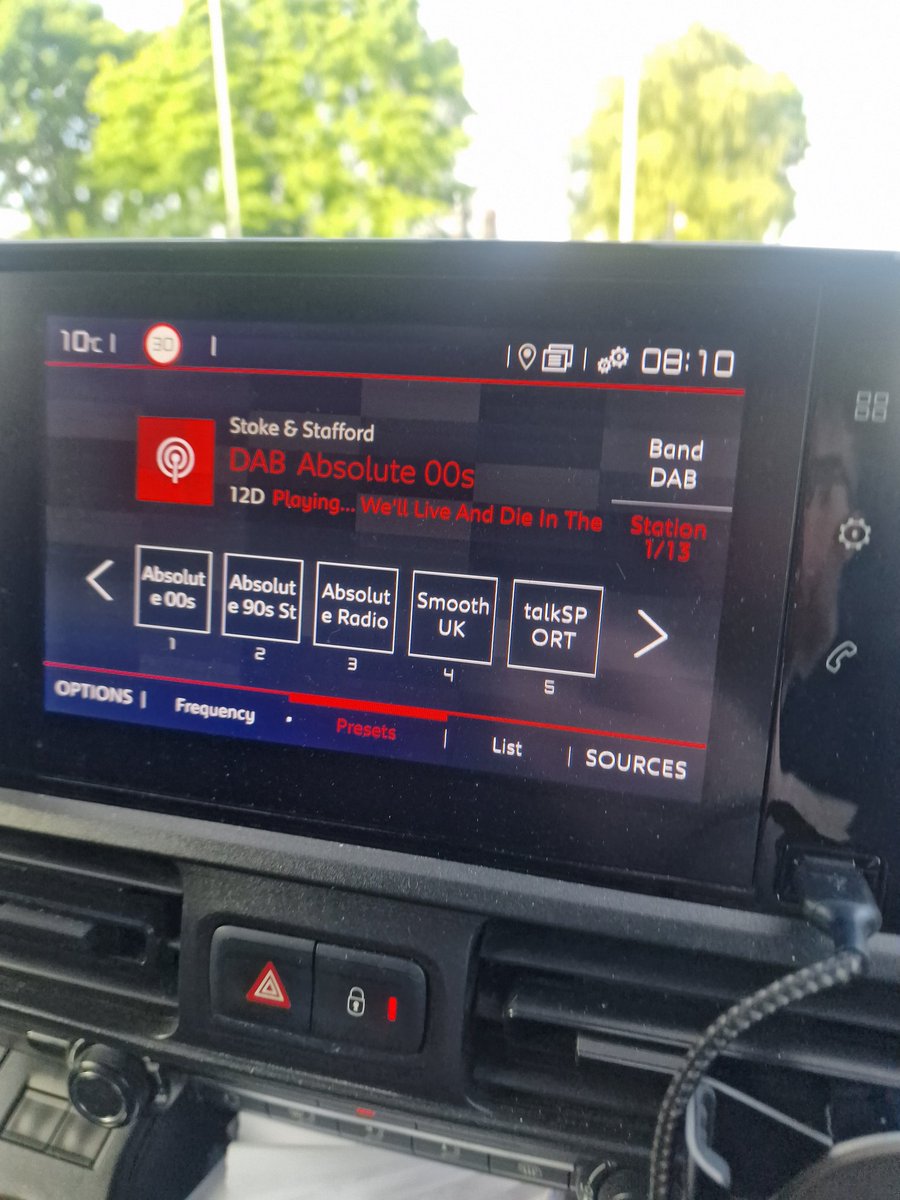 10°C
30
08:10
Stoke & Stafford
DAB Absolute 00s
12D Playing... We'll Live And Die In The
Band
DAB
Station
1/13
Absolut
e 00s
1
Absolut
e 90s St
2
Absolut
e Radio
3
Smooth
UK
4
talkSP
ORT
5
OPTIONS
Frequency
Presets
List
SOURCES